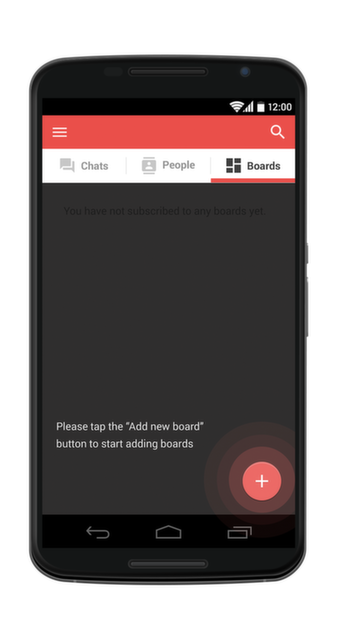 12:00
Chats People Boards
You have not subscribed to any boards yet.
Please tap the “Add new board”
button to start adding boards